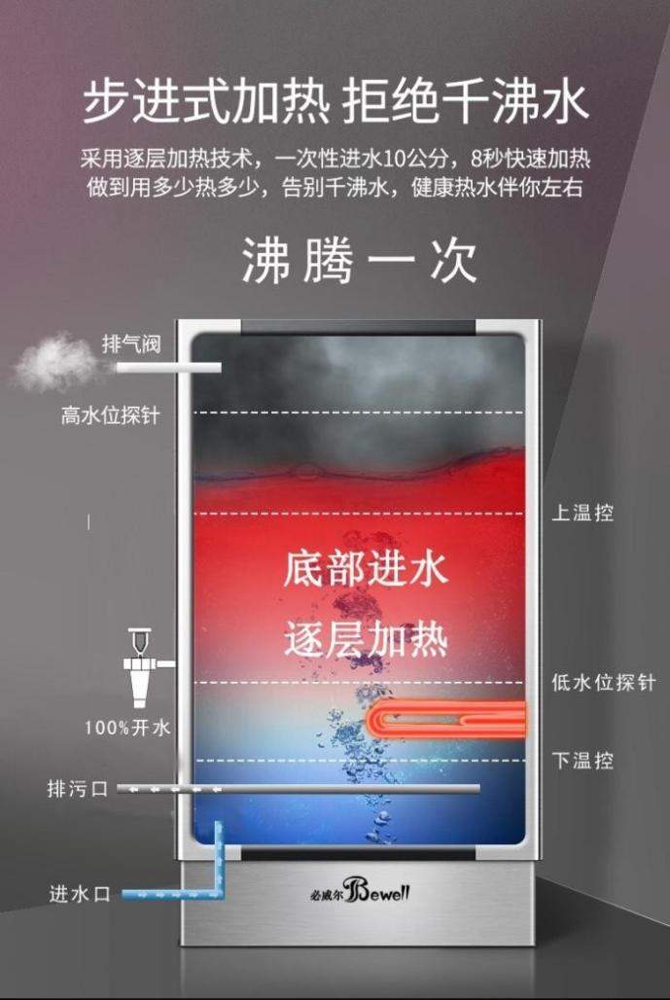 步进式加热 拒绝千沸水
采用逐层加热技术，一次性进水10公分，8秒快速加热
做到用多少热多少，告别千沸水，健康热水伴你左右
沸腾一次
排气阀
高水位探针
上温控
底部进水
逐层加热
低水位探针
100%开水
下温控
排污口
进水口
必威尔 Bewell